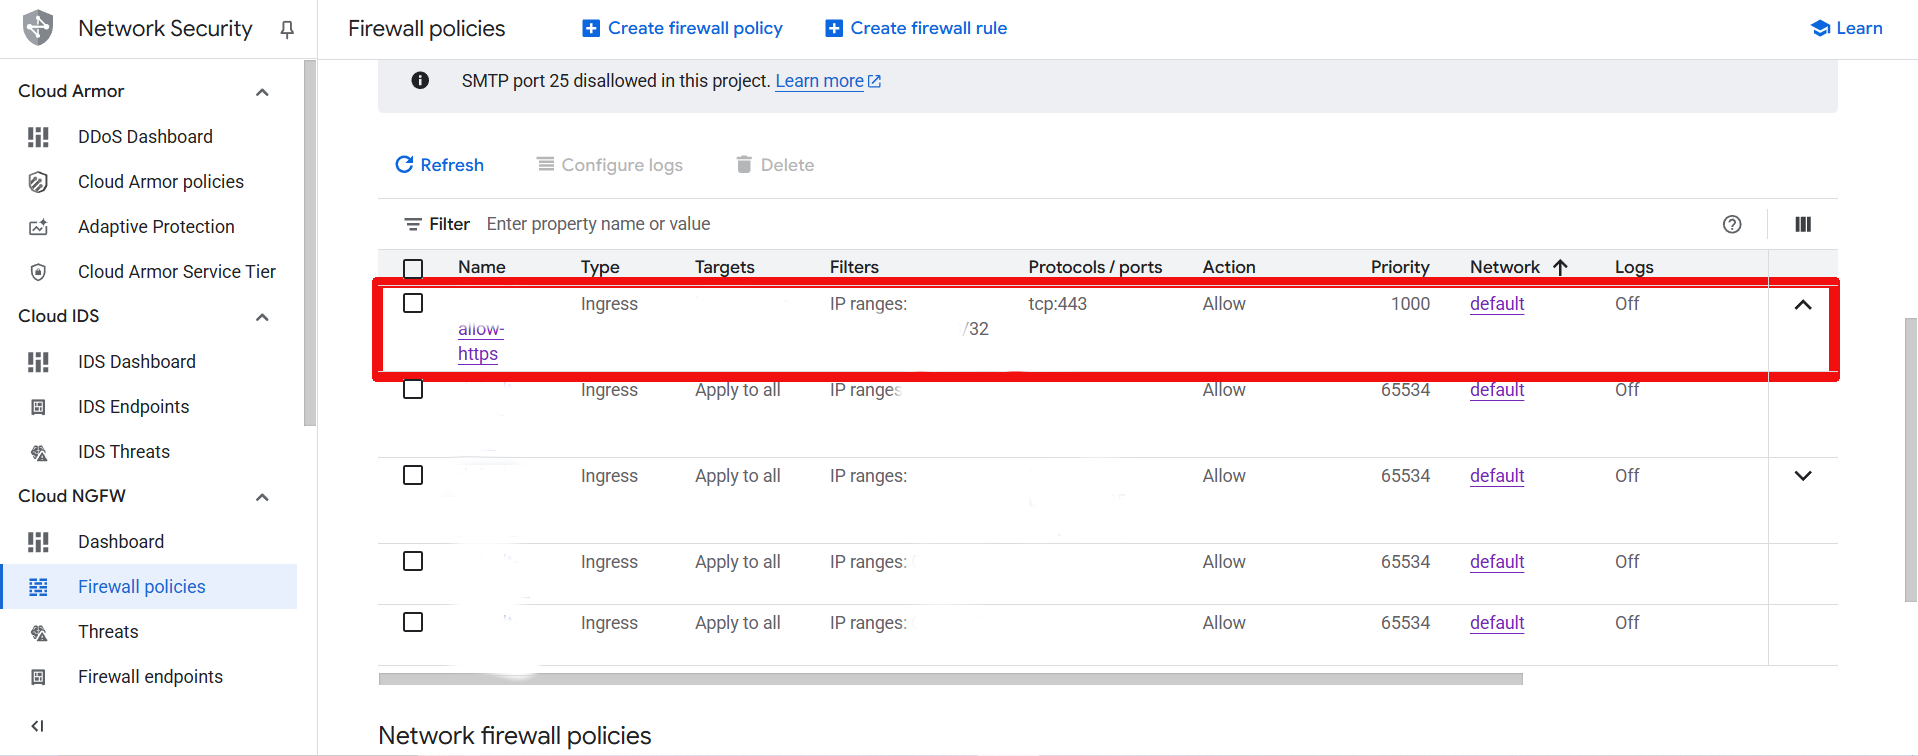 Network Security
Firewall policies
Create firewall policy
Create firewall rule
Learn
Cloud Armor
DDoS Dashboard
Cloud Armor policies
Adaptive Protection
Cloud Armor Service Tier
Cloud IDS
IDS Dashboard
IDS Endpoints
IDS Threats
Cloud NGFW
Dashboard
Firewall policies
Threats
Firewall endpoints
SMTP port 25 disallowed in this project. Learn more
Refresh
Configure logs
Delete
Filter Enter property name or value
Name Type Targets Filters Protocols / ports Action Priority Network Logs
Ingress IP ranges: tcp:443 Allow 1000 default Off
allow- /32
https
Ingress Apply to all IP ranges Allow 65534 default Off
Ingress Apply to all IP ranges: Allow 65534 default Off
Ingress Apply to all IP ranges: Allow 65534 default Off
Ingress Apply to all IP ranges: Allow 65534 default Off
Network firewall policies